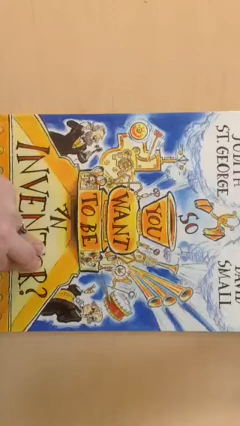 JUDITH
ST. GEORGE
DAVID
SMALL
SO
YOU
WANT
TO BE
AN
INVENTOR?